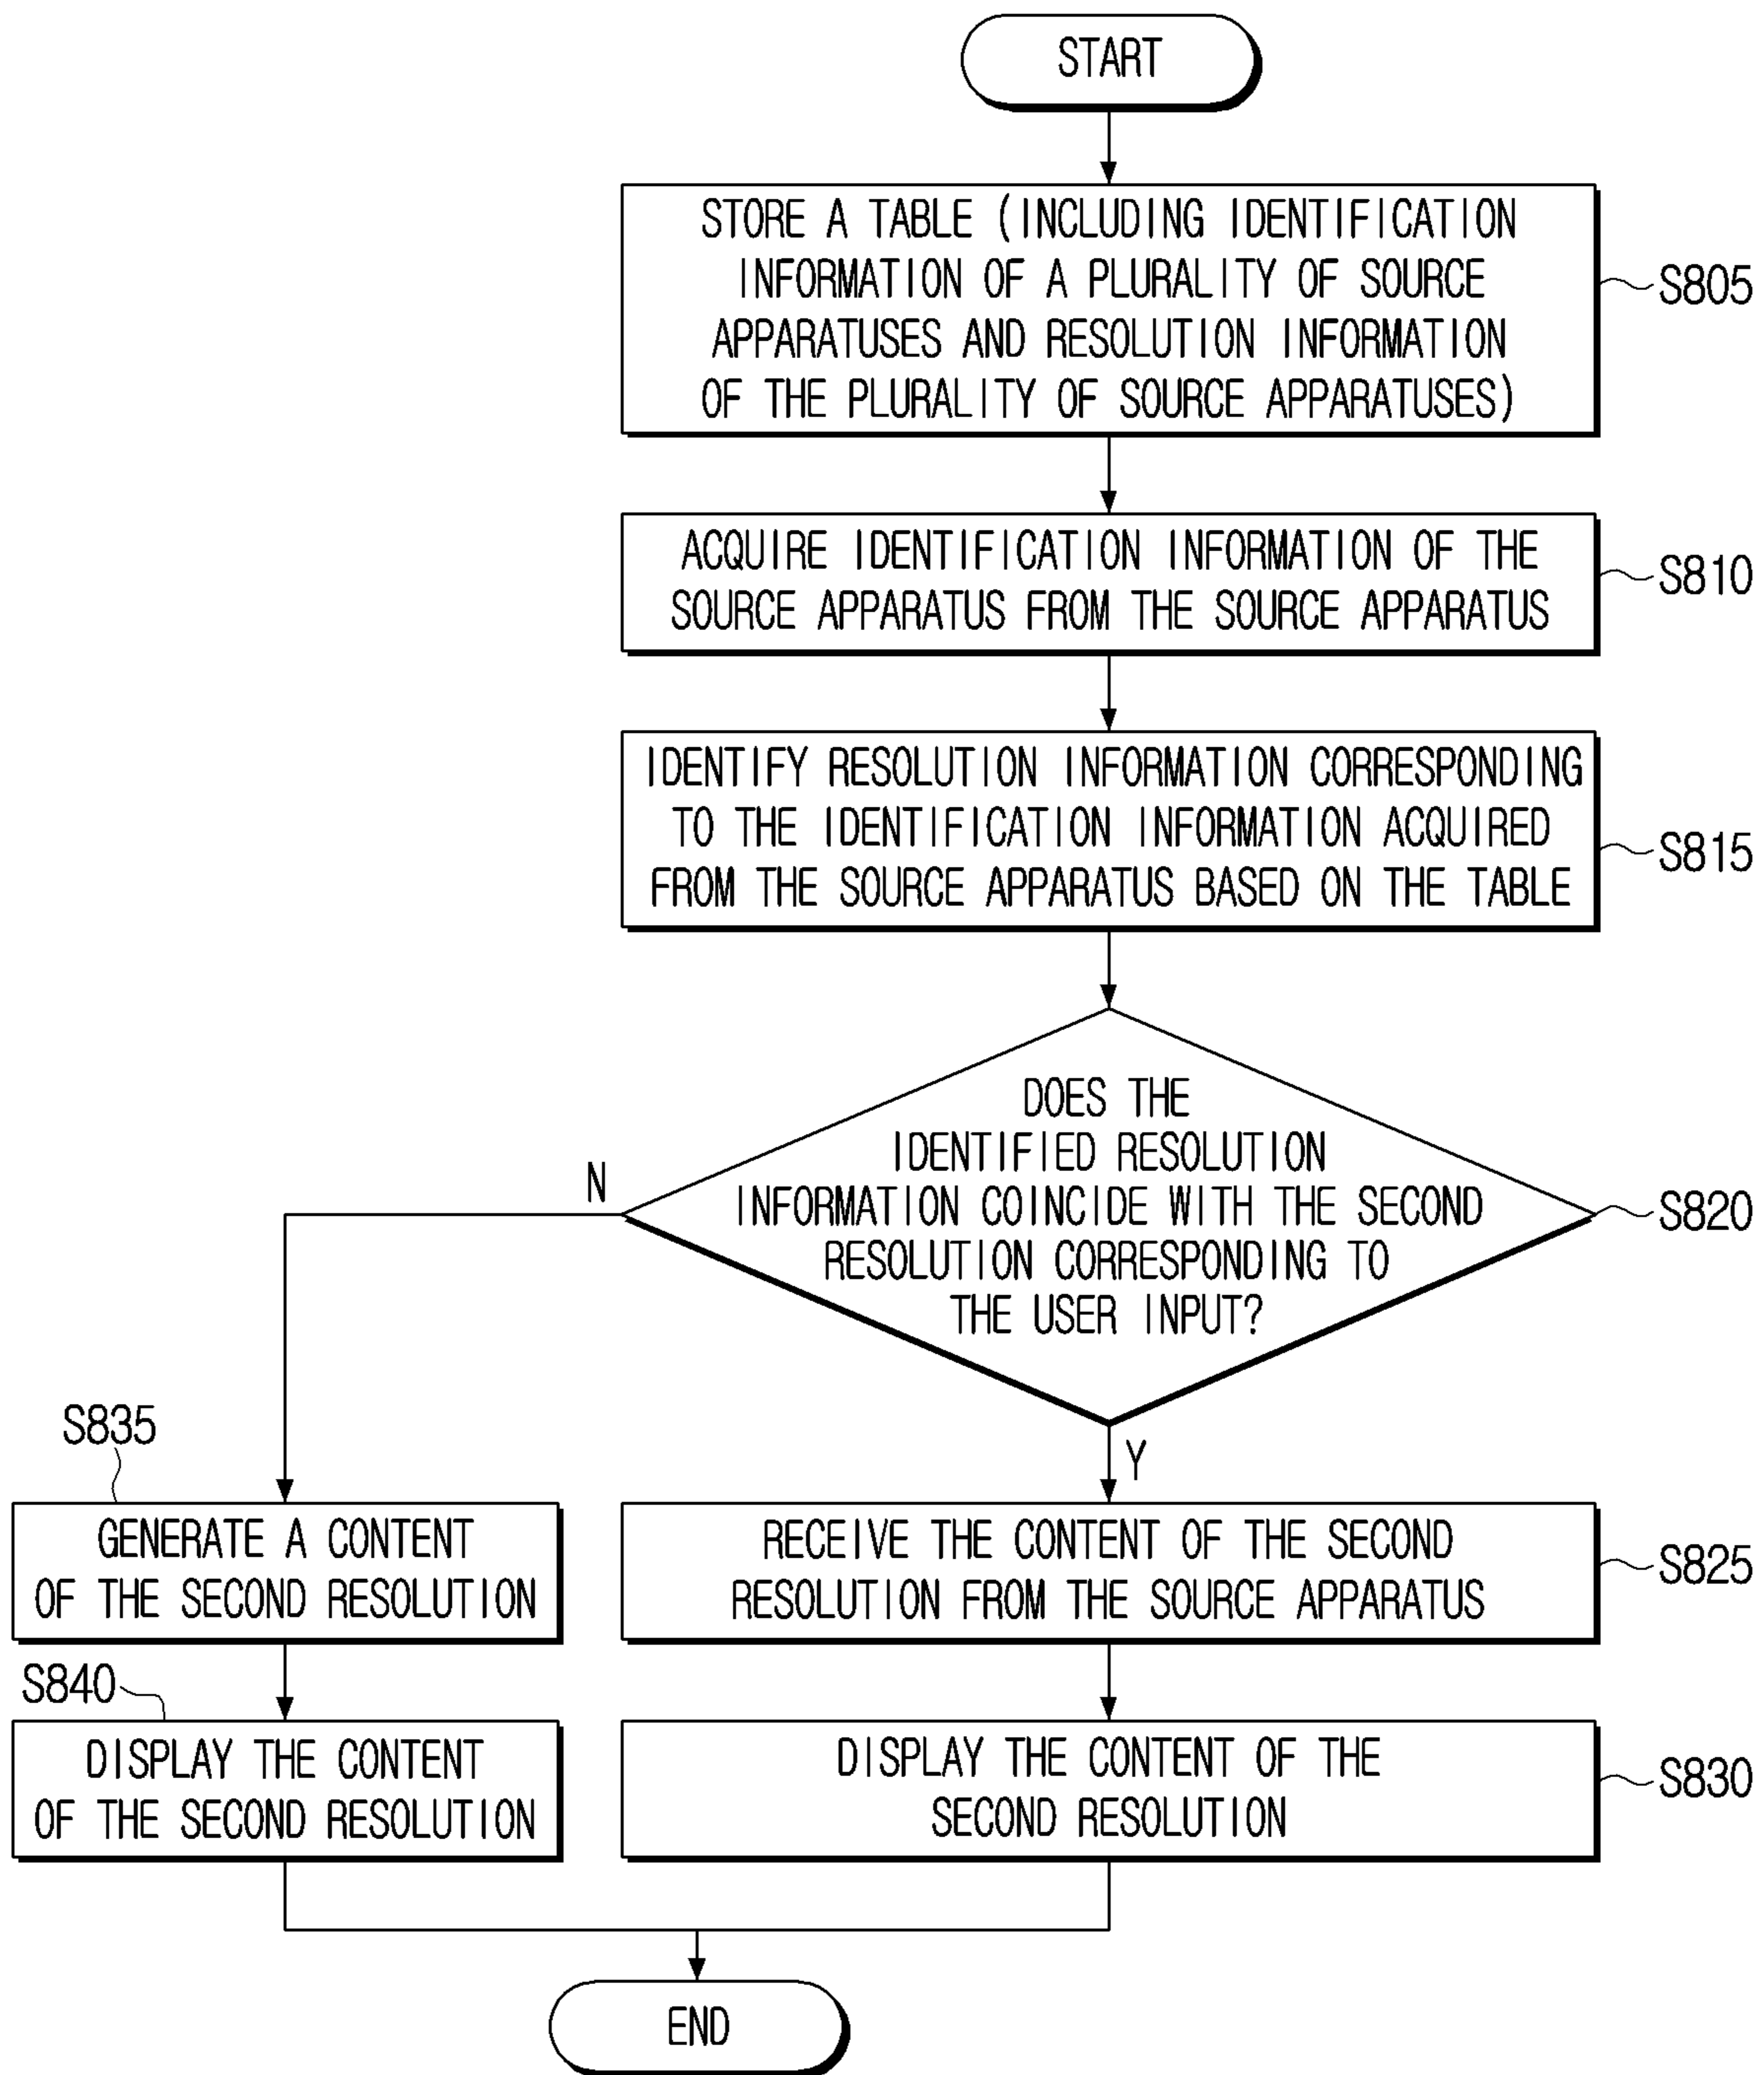 START
STORE A TABLE (INCLUDING IDENTIFICATION
INFORMATION OF A PLURALITY OF SOURCE
APPARATUSES AND RESOLUTION INFORMATION
OF THE PLURALITY OF SOURCE APPARATUSES)
S805
ACQUIRE IDENTIFICATION INFORMATION OF THE
SOURCE APPARATUS FROM THE SOURCE APPARATUS
S810
IDENTIFY RESOLUTION INFORMATION CORRESPONDING
TO THE IDENTIFICATION INFORMATION ACQUIRED
FROM THE SOURCE APPARATUS BASED ON THE TABLE
S815
DOES THE
IDENTIFIED RESOLUTION
INFORMATION COINCIDE WITH THE SECOND
RESOLUTION CORRESPONDING TO
THE USER INPUT?
S820
N
Y
S835
GENERATE A CONTENT
OF THE SECOND RESOLUTION
RECEIVE THE CONTENT OF THE SECOND
RESOLUTION FROM THE SOURCE APPARATUS
S825
S840
DISPLAY THE CONTENT
OF THE SECOND RESOLUTION
DISPLAY THE CONTENT OF THE
SECOND RESOLUTION
S830
END